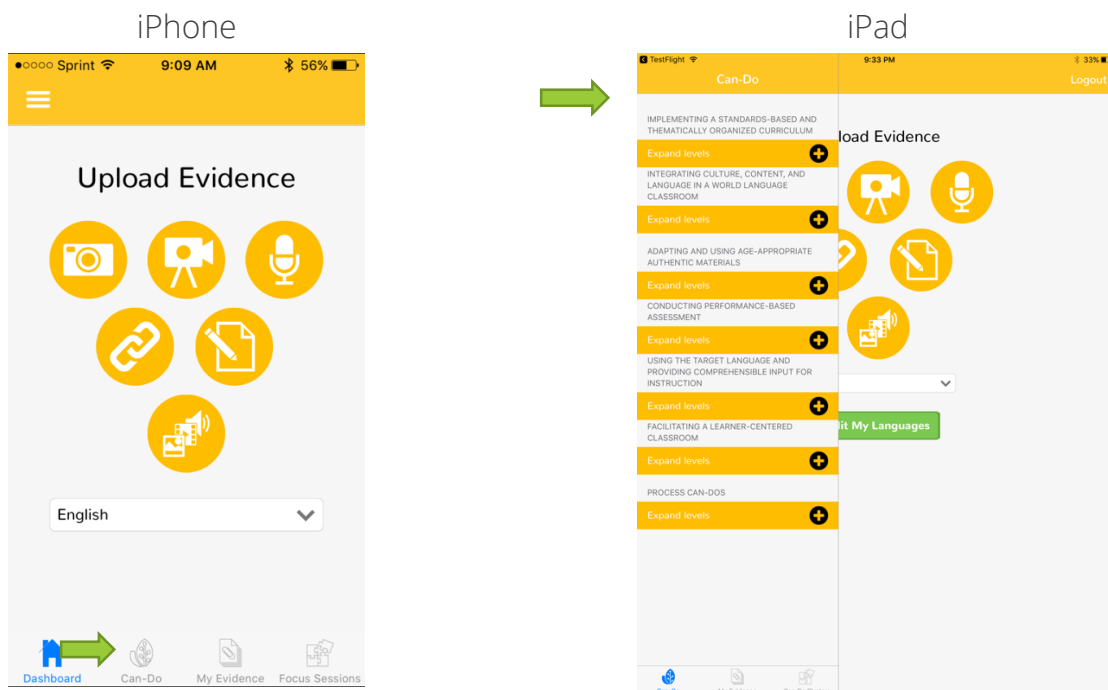 iPhone
●○○○○ Sprint 9:09 AM 56%
Upload Evidence
English
Dashboard Can-Do My Evidence Focus Sessions
iPad
TestFlight 9:33 PM 33%
Can-Do Logout
IMPLEMENTING A STANDARDS-BASED AND
THEMATICALLY ORGANIZED CURRICULUM
Expand levels
INTEGRATING CULTURE, CONTENT, AND
LANGUAGE IN A WORLD LANGUAGE
CLASSROOM
Expand levels
ADAPTING AND USING AGE-APPROPRIATE
AUTHENTIC MATERIALS
Expand levels
CONDUCTING PERFORMANCE-BASED
ASSESSMENT
Expand levels
USING THE TARGET LANGUAGE AND
PROVIDING COMPREHENSIBLE INPUT FOR
INSTRUCTION
Expand levels
FACILITATING A LEARNER-CENTERED
CLASSROOM
Expand levels
PROCESS CAN-DOS
Expand levels
load Evidence
it My Languages